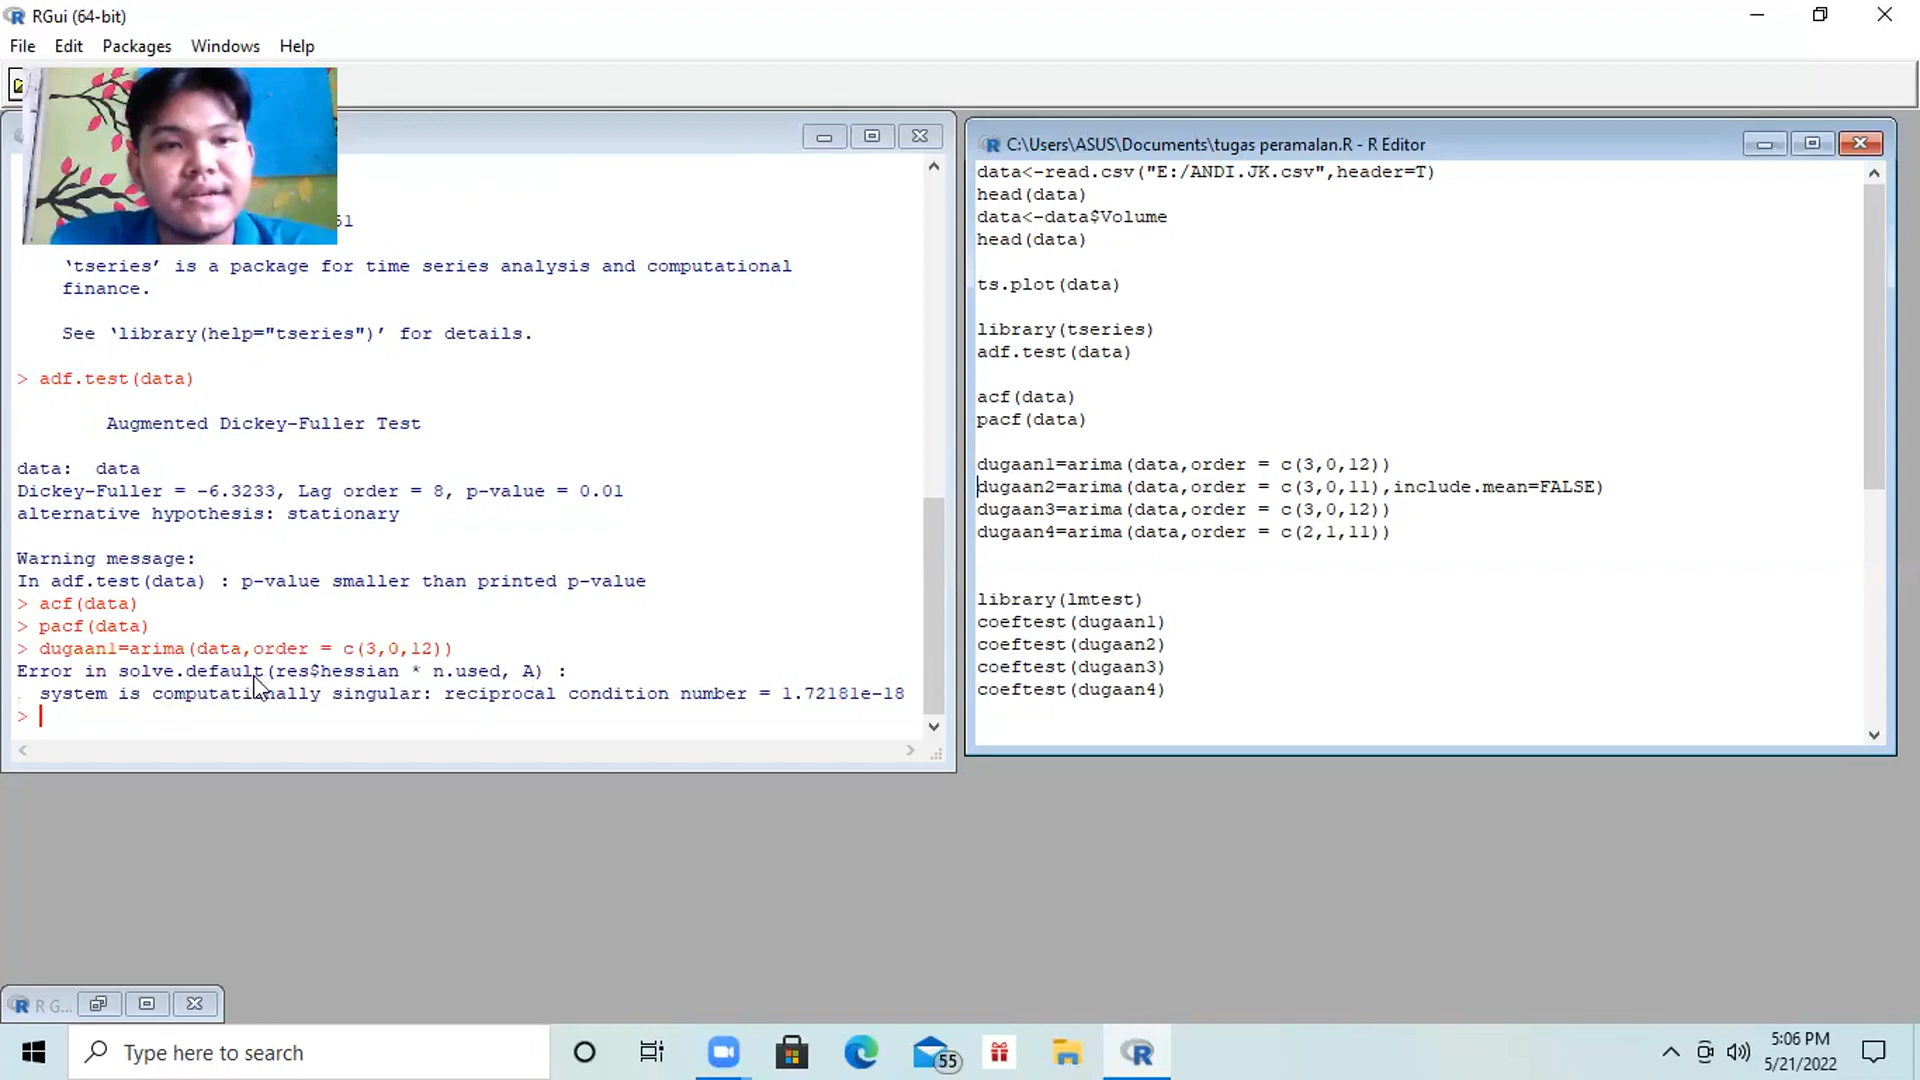 RGui (64-bit)
File Edit Packages Windows Help
‘tseries’ is a package for time series analysis and computational
finance.
See ‘library(help="tseries")’ for details.
> adf.test(data)
Augmented Dickey-Fuller Test
data:  data
Dickey-Fuller = -6.3233, Lag order = 8, p-value = 0.01
alternative hypothesis: stationary
Warning message:
In adf.test(data) : p-value smaller than printed p-value
> acf(data)
> pacf(data)
> dugaan1=arima(data,order = c(3,0,12))
Error in solve.default(res$hessian * n.used, A) :
system is computationally singular: reciprocal condition number = 1.72181e-18
>
C:\Users\ASUS\Documents\tugas peramalan.R - R Editor
data<-read.csv("E:/ANDI.JK.csv",header=T)
head(data)
data<-data$Volume
head(data)
ts.plot(data)
library(tseries)
adf.test(data)
acf(data)
pacf(data)
dugaan1=arima(data,order = c(3,0,12))
dugaan2=arima(data,order = c(3,0,11),include.mean=FALSE)
dugaan3=arima(data,order = c(3,0,12))
dugaan4=arima(data,order = c(2,1,11))
library(lmtest)
coeftest(dugaan1)
coeftest(dugaan2)
coeftest(dugaan3)
coeftest(dugaan4)
R G...
Type here to search
55
5:06 PM
5/21/2022